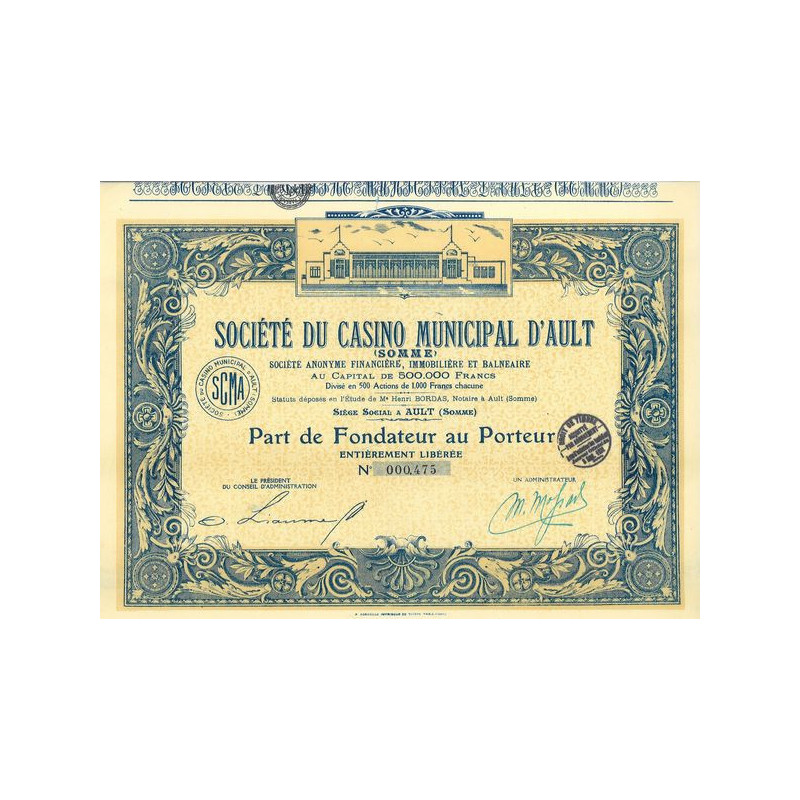 SOCIÉTÉ DU CASINO MUNICIPAL D'AULT
(SOMME)
SOCIÉTÉ ANONYME FINANCIÈRE, IMMOBILIÈRE ET BALNEAIRE
AU CAPITAL DE 500.000 FRANCS
Divisé en 500 Actions de 1.000 Francs chacune
Statuts déposés en l'Étude de Me Henri BORDAS, Notaire à Ault (Somme)
SIÈGE SOCIAL A AULT (SOMME)
SOCIÉTÉ DU CASINO MUNICIPAL D'AULT (SOMME)
SCMA
Part de Fondateur au Porteur
ENTIÈREMENT LIBÉRÉE
N° 000,475
LE PRÉSIDENT
DU CONSEIL D'ADMINISTRATION
UN ADMINISTRATEUR